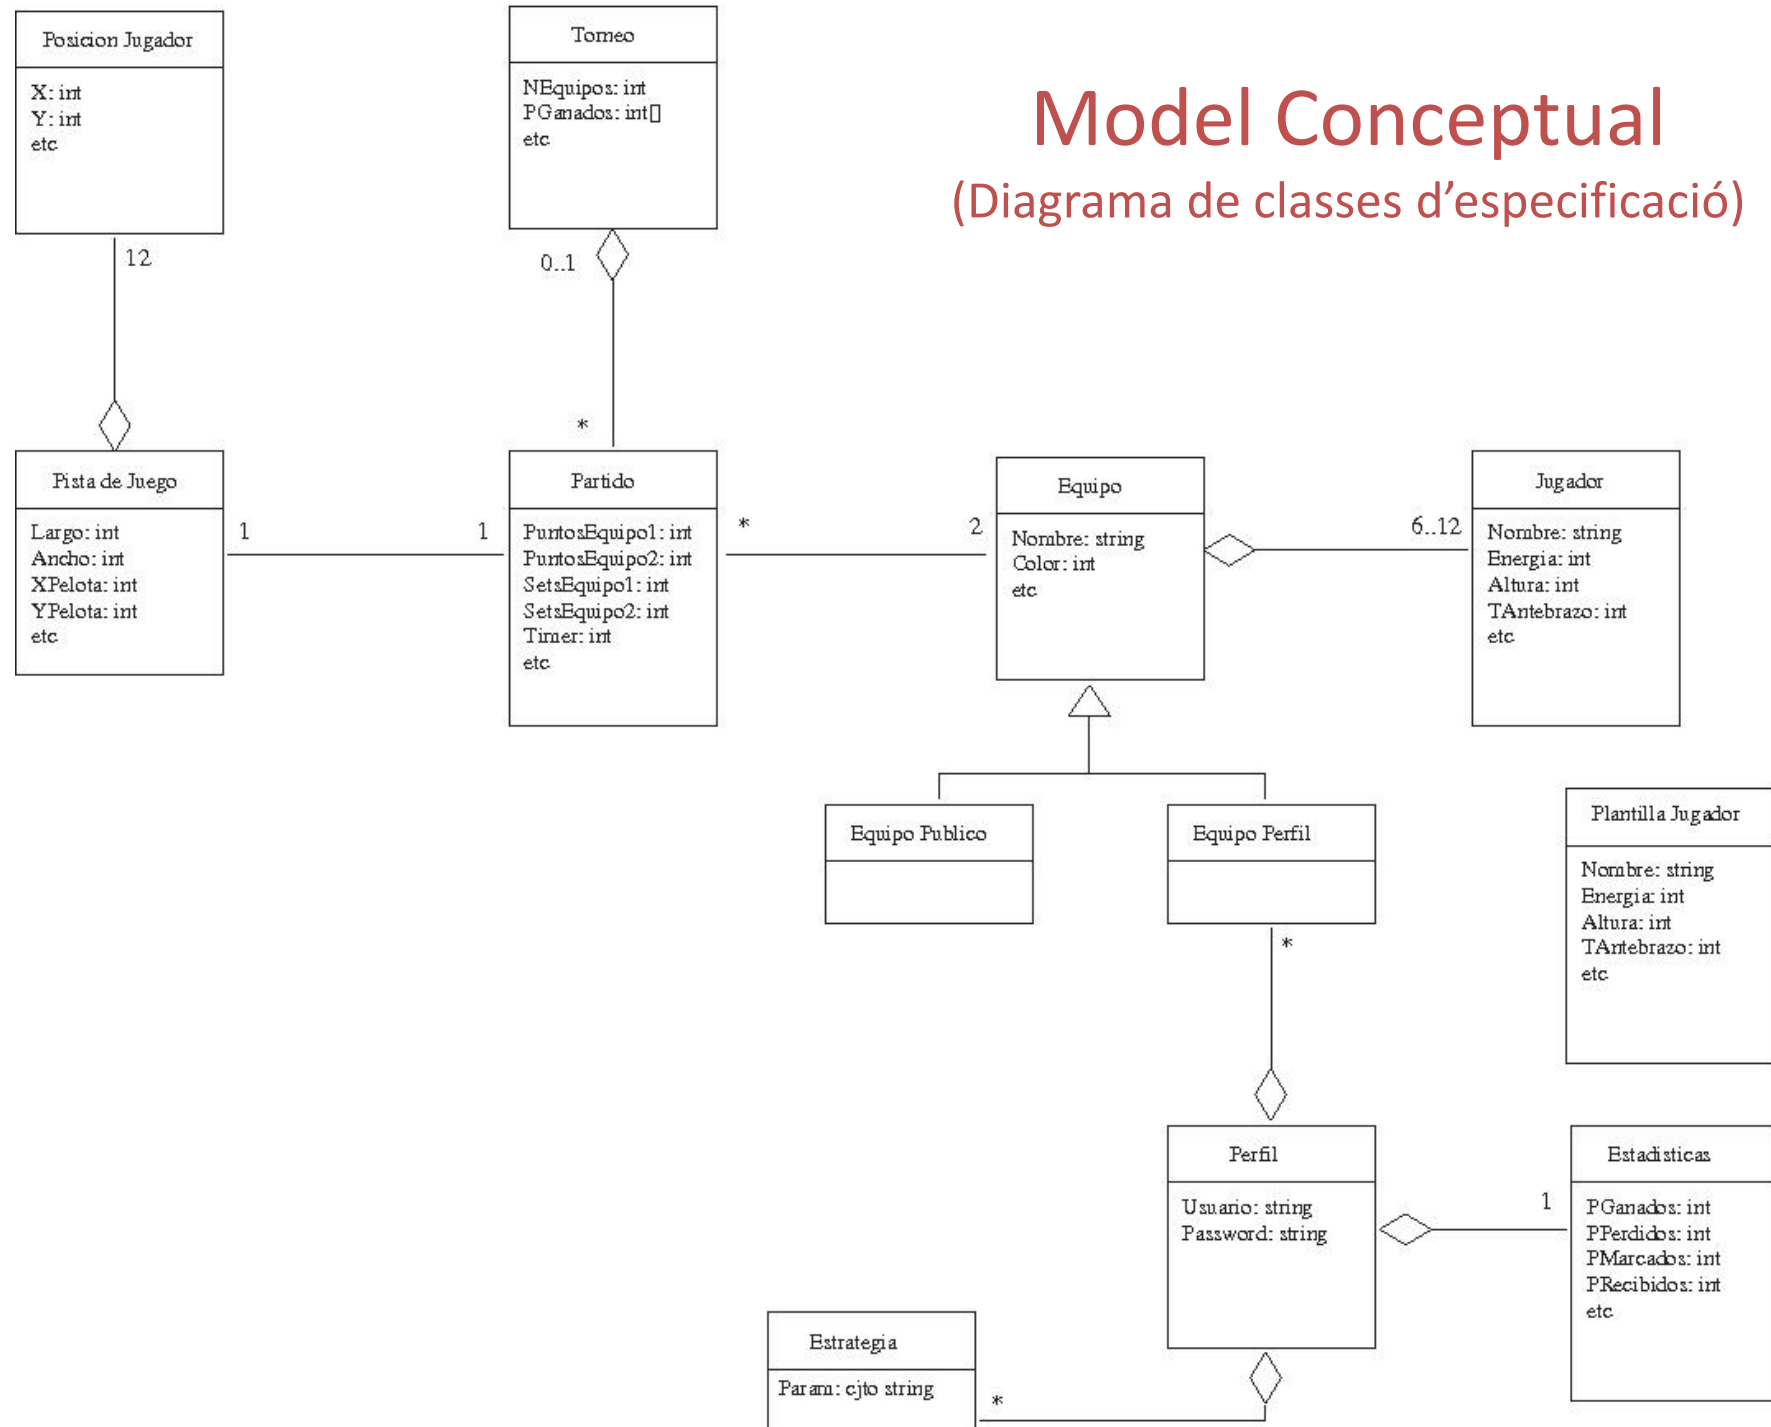 Model Conceptual
(Diagrama de classes d'especificació)
Posicion Jugador
X: int
Y: int
etc
12
Torneo
NEquipos: int
PGanados: int[]
etc
0..1
*
Pista de Juego
Largo: int
Ancho: int
XPelota: int
YPelota: int
etc
1
1
Partido
PuntosEquipo1: int
PuntosEquipo2: int
SetsEquipo1: int
SetsEquipo2: int
Timer: int
etc
*
2
Equipo
Nombre: string
Color: int
etc
6..12
Jugador
Nombre: string
Energia: int
Altura: int
TAntebrazo: int
etc
Equipo Publico
Equipo Perfil
*
Plantilla Jugador
Nombre: string
Energia: int
Altura: int
TAntebrazo: int
etc
Perfil
Usuario: string
Password: string
1
Estadisticas
PGanados: int
PPerdidos: int
PMarcados: int
PRecibidos: int
etc
Estrategia
Param: cjto string
*